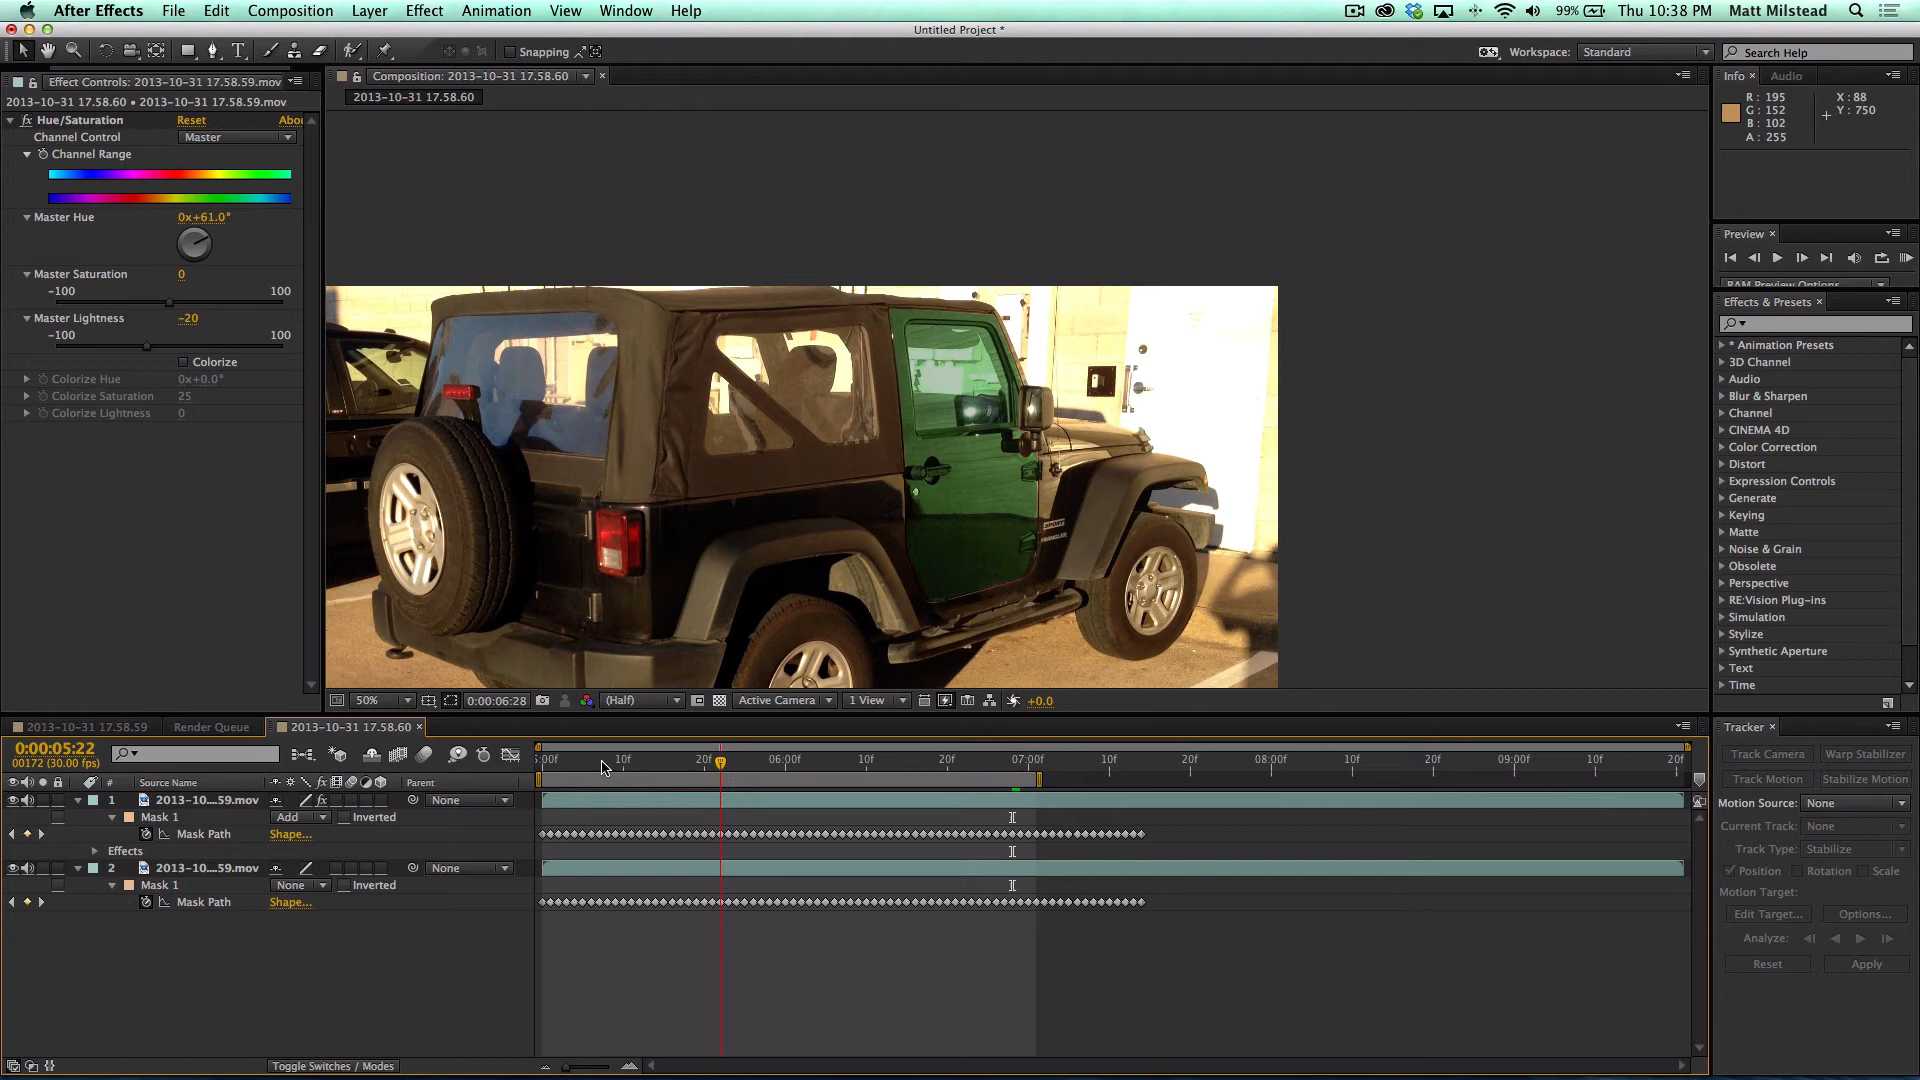 After Effects File Edit Composition Layer Effect Animation View Window Help 99% Thu 10:38 PM Matt Milstead
Untitled Project *
T Snapping Workspace: Standard Search Help
Effect Controls: 2013-10-31 17.58.59.mov
2013-10-31 17.58.60 • 2013-10-31 17.58.59.mov
fx Hue/Saturation Reset Abou
Channel Control Master
Channel Range
Master Hue 0x+61.0°
Master Saturation 0
-100 100
Master Lightness -20
-100 100
Colorize
Colorize Hue 0x+0.0°
Colorize Saturation 25
Colorize Lightness 0
Composition: 2013-10-31 17.58.60
2013-10-31 17.58.60
SPORT
WRANGLER
50% 0:00:06:28 (Half) Active Camera 1 View +0.0
Info Audio
R: 195 X: 88
G: 152 Y: 750
B: 102
A: 255
Preview
RAM Preview Options
Effects & Presets
* Animation Presets
3D Channel
Audio
Blur & Sharpen
Channel
CINEMA 4D
Color Correction
Distort
Expression Controls
Generate
Keying
Matte
Noise & Grain
Obsolete
Perspective
RE:Vision Plug-ins
Simulation
Stylize
Synthetic Aperture
Text
Time
2013-10-31 17.58.59 Render Queue 2013-10-31 17.58.60
0:00:05:22
00172 (30.00 fps)
5:00f 10f 20f 06:00f 10f 20f 07:00f 10f 20f 08:00f 10f 20f 09:00f 10f 20f
# Source Name fx Parent
1 2013-10....59.mov fx None
Mask 1 Add Inverted
Mask Path Shape...
Effects
2 2013-10....59.mov None
Mask 1 None Inverted
Mask Path Shape...
Toggle Switches / Modes
Tracker
Track Camera Warp Stabilizer
Track Motion Stabilize Motion
Motion Source: None
Current Track: None
Track Type: Stabilize
Position Rotation Scale
Motion Target:
Edit Target... Options...
Analyze:
Reset Apply